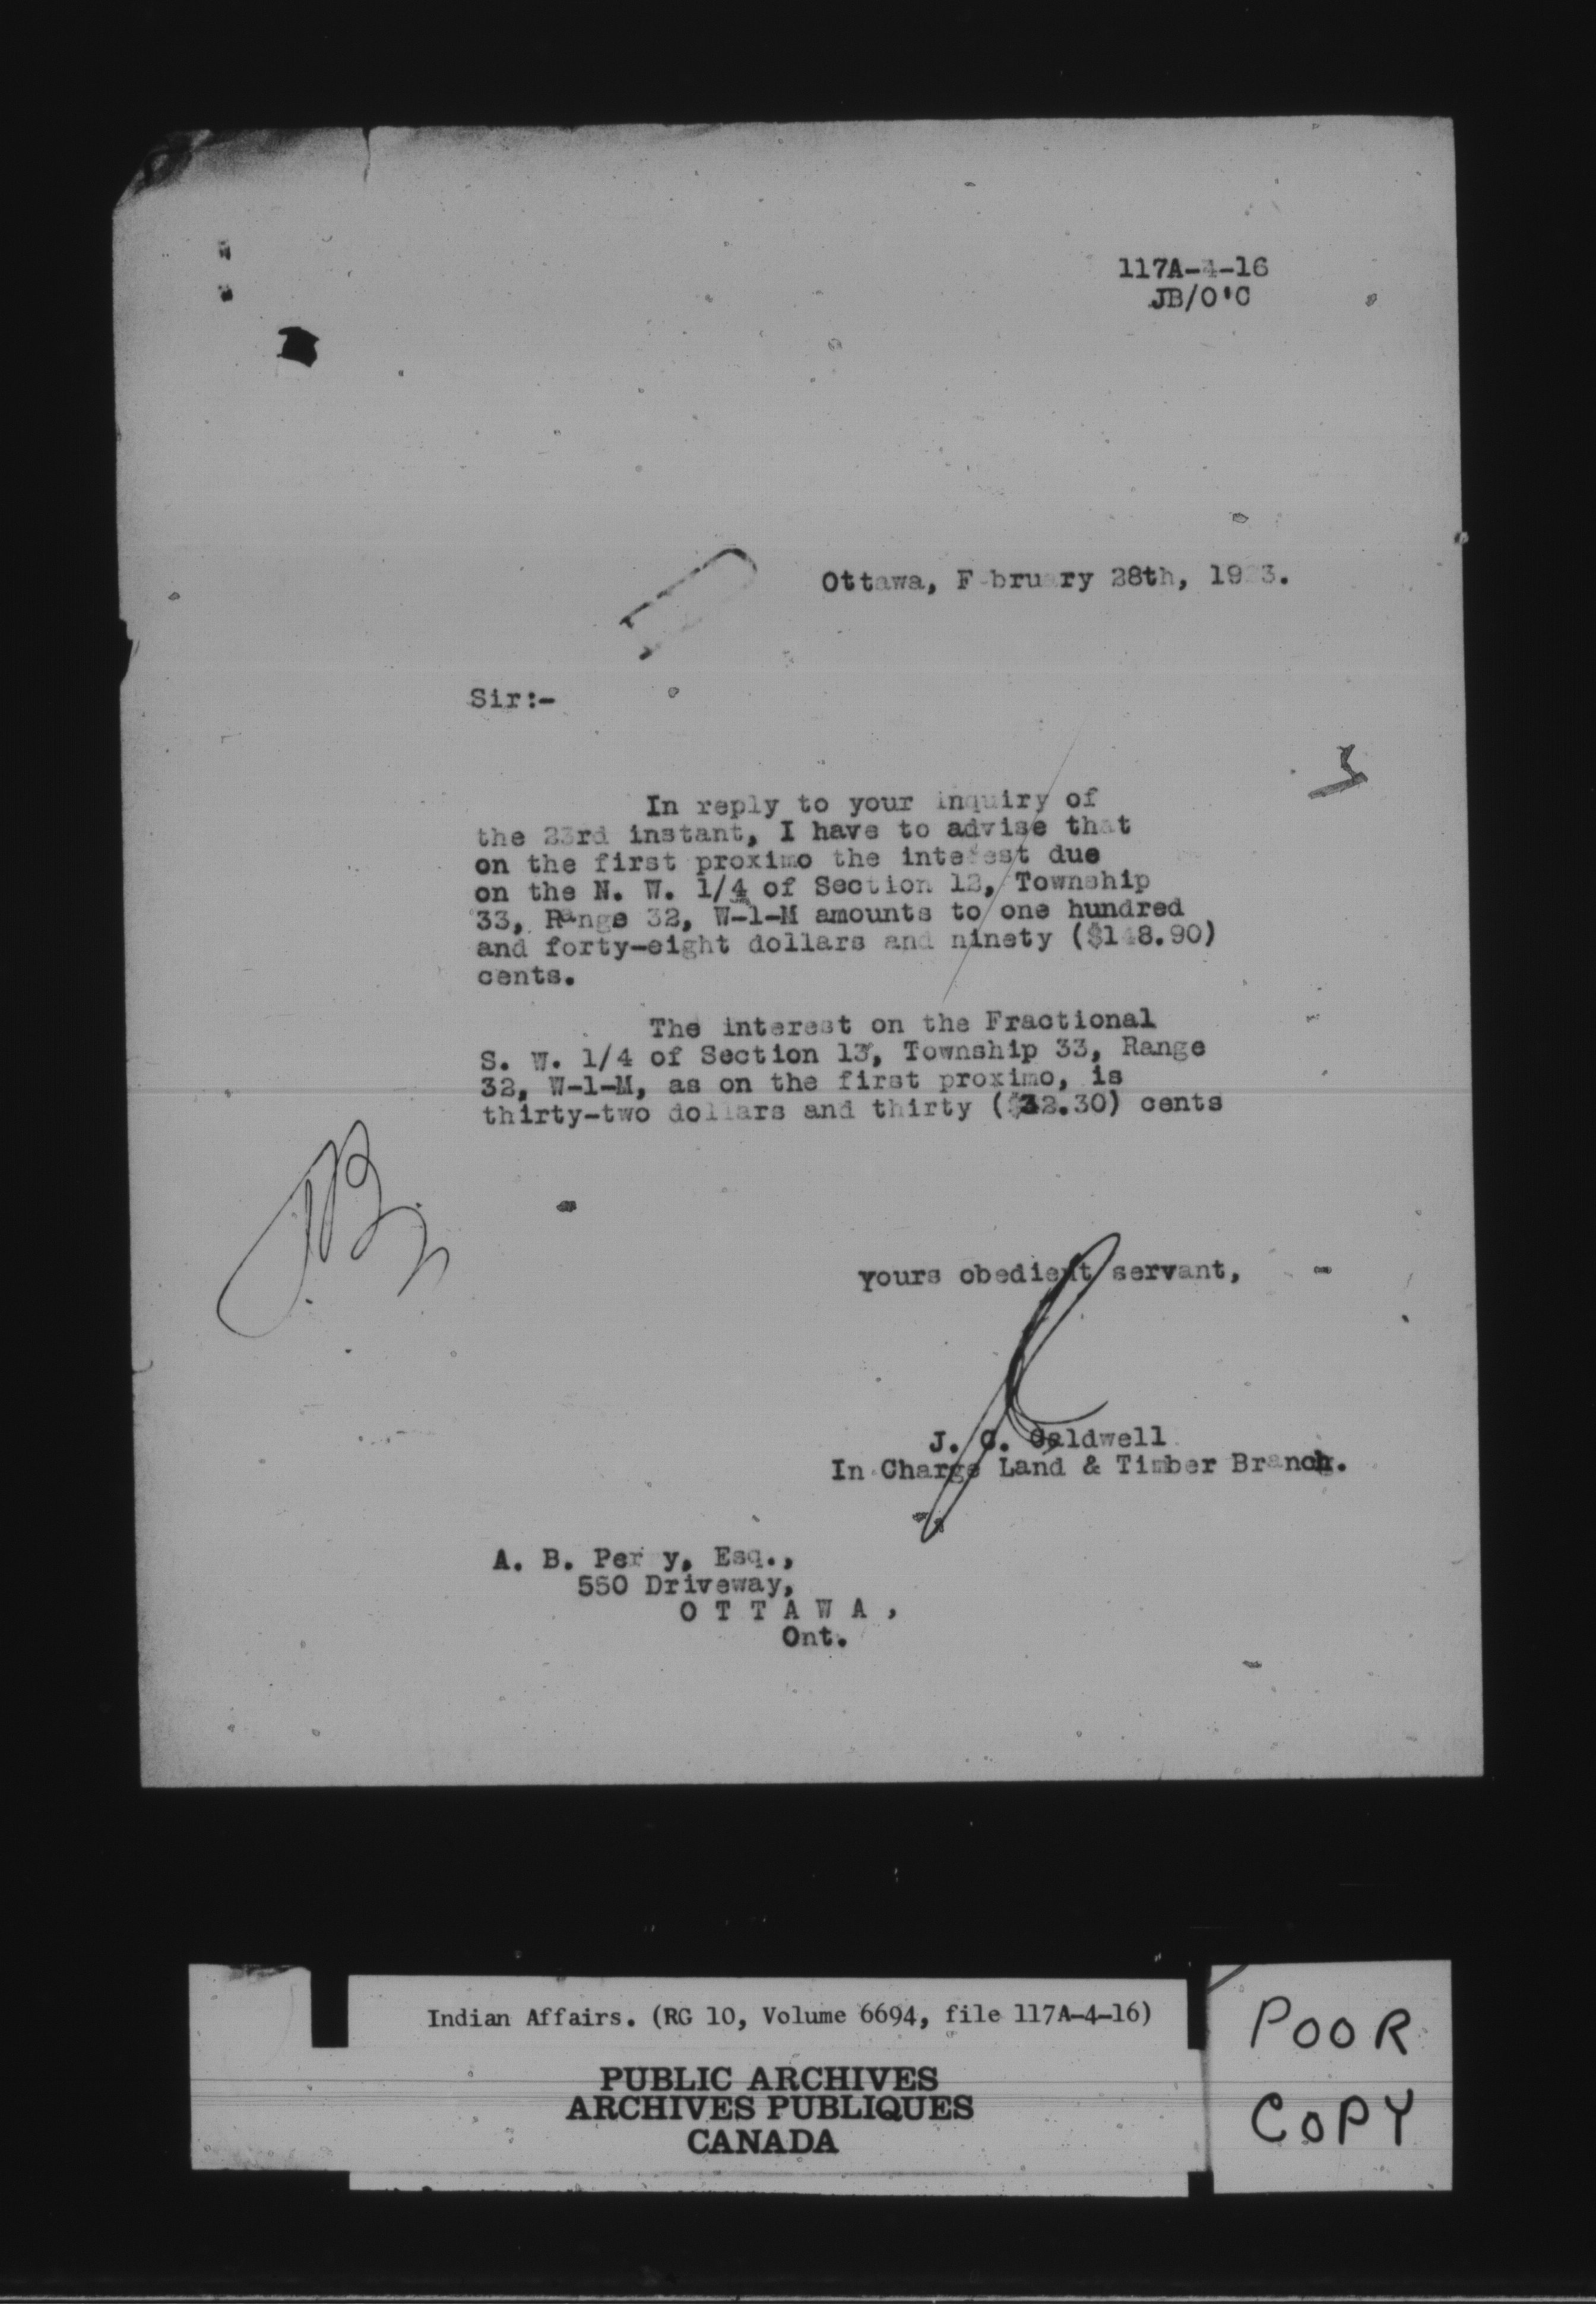 117A-4-16
JB/O'C
Ottawa, February 28th, 1923.
Sir:-
In reply to your inquiry of
the 23rd instant, I have to advise that
on the first proximo the interest due
on the N. W. 1/4 of Section 12, Township
33, Range 32, W-1-M amounts to one hundred
and forty-eight dollars and ninety ($148.90)
cents.
The interest on the Fractional
S. W. 1/4 of Section 13, Township 33, Range
32, W-1-M, as on the first proximo, is
thirty-two dollars and thirty ($32.30) cents
JB
yours obedient servant,
J. C. Caldwell
In Charge Land & Timber Branch.
A. B. Perry, Esq.,
550 Driveway,
O T T A W A ,
Ont.
Indian Affairs. (RG 10, Volume 6694, file 117A-4-16)
PUBLIC ARCHIVES
ARCHIVES PUBLIQUES
CANADA
POOR
COPY